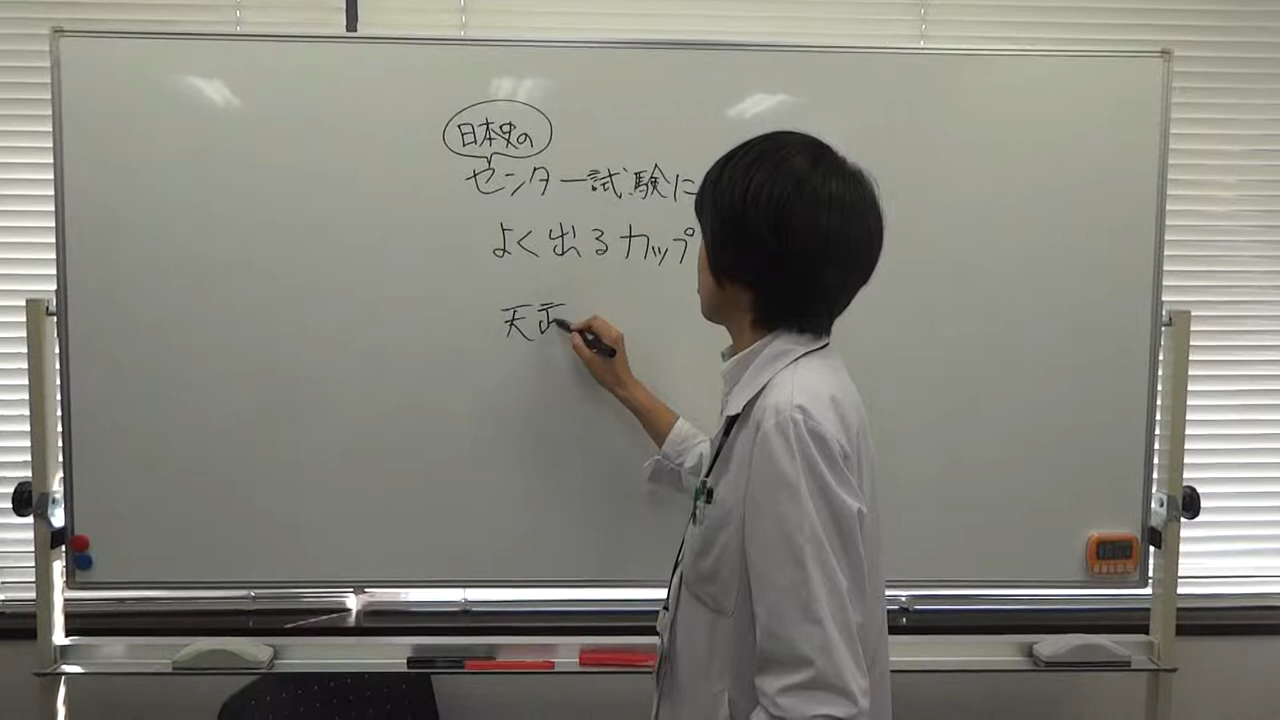 日本史の
センター試験に
よく出るカップ
天正